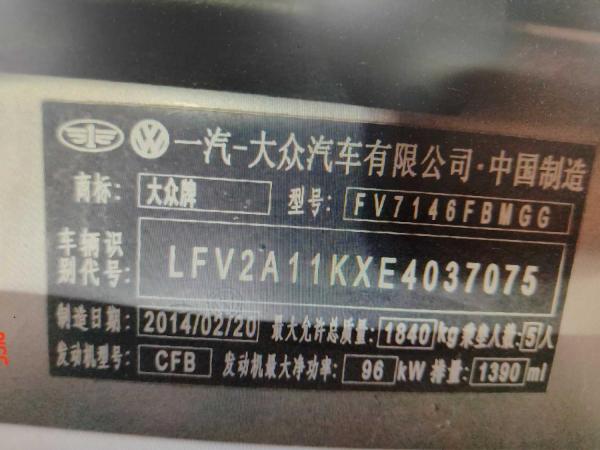 一汽-大众汽车有限公司·中国制造
商标: 大众牌 型号: FV7146FBMGG
车辆识别代号: LFV2A11KXE4037075
制造日期: 2014/02/20 最大允许总质量: 1840 kg 乘坐人数: 5人
发动机型号: CFB 发动机最大净功率: 96 kW 排量: 1390 ml